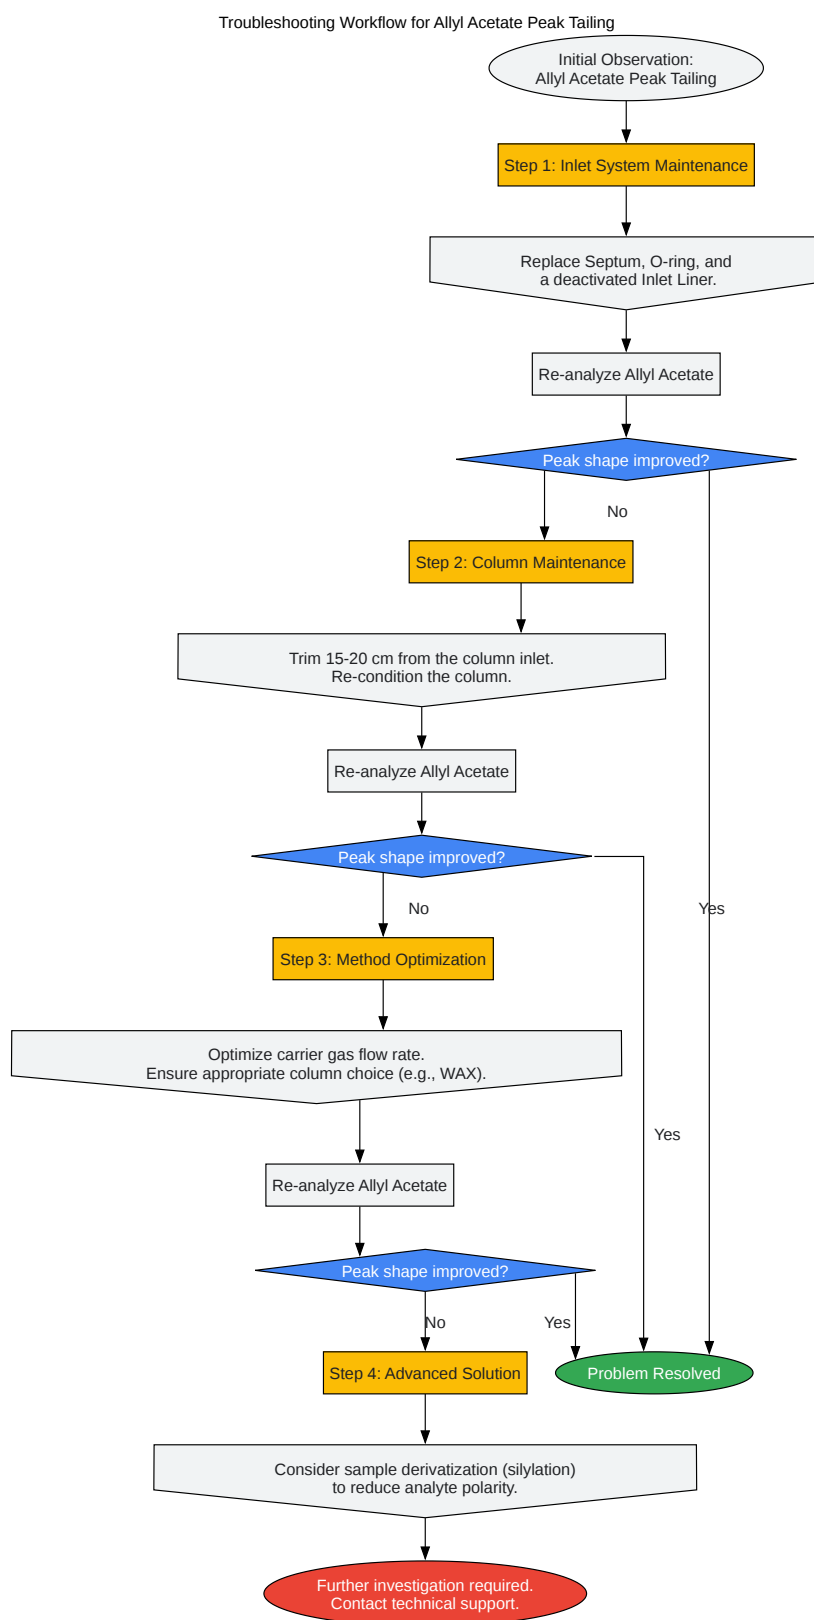 Troubleshooting Workflow for Allyl Acetate Peak Tailing
Initial Observation:
Allyl Acetate Peak Tailing
Step 1: Inlet System Maintenance
Replace Septum, O-ring, and
a deactivated Inlet Liner.
Re-analyze Allyl Acetate
Peak shape improved?
No
Step 2: Column Maintenance
Trim 15-20 cm from the column inlet.
Re-condition the column.
Re-analyze Allyl Acetate
Peak shape improved?
No
Yes
Step 3: Method Optimization
Optimize carrier gas flow rate.
Ensure appropriate column choice (e.g., WAX).
Yes
Re-analyze Allyl Acetate
Peak shape improved?
No
Yes
Step 4: Advanced Solution
Problem Resolved
Consider sample derivatization (silylation)
to reduce analyte polarity.
Further investigation required.
Contact technical support.